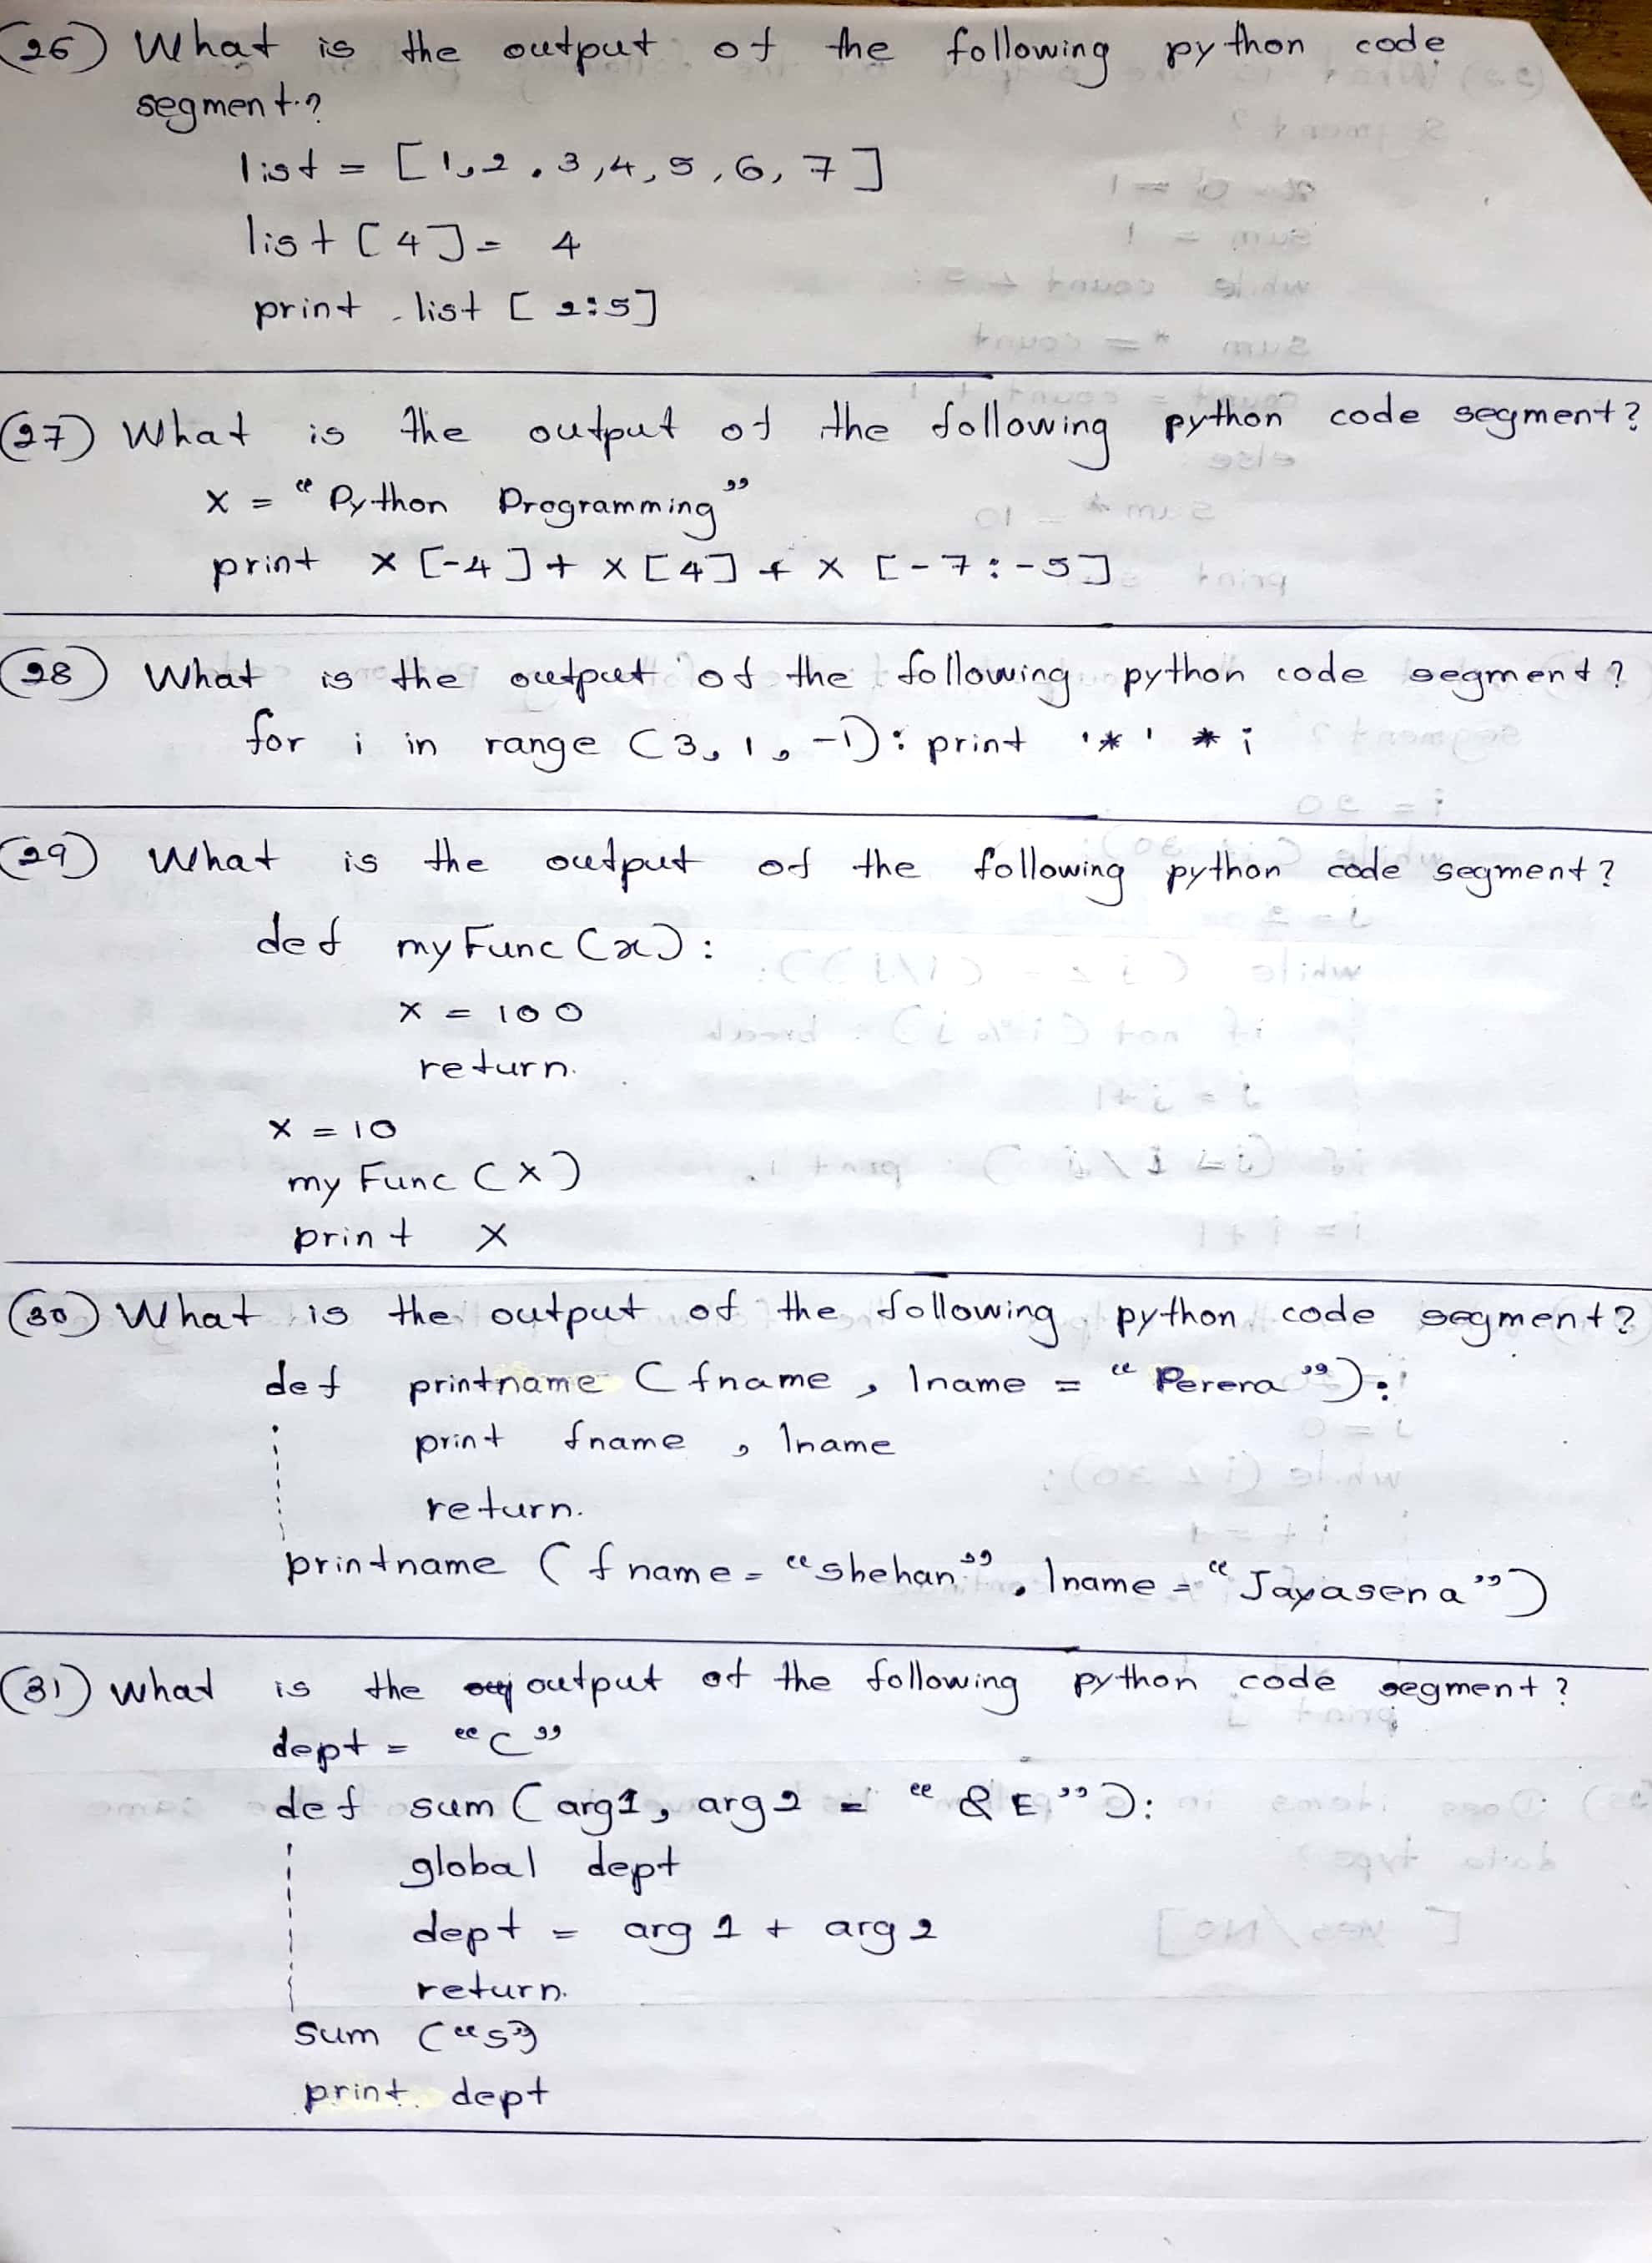 (26) What is the output of the following python code
segment?
list = [1,2,3,4,5,6,7]
list[4] = 4
print list [2:5]
(27) What is the output of the following python code segment?
x = "Python Programming"
print x [-4] + x [4] + x [-7:-5]
(28) What is the output of the following python code segment?
for i in range (3, 1, -1): print '*' * i
(29) What is the output of the following python code segment?
def myFunc (x):
x = 100
return
x = 10
my Func (x)
print x
(30) What is the output of the following python code segment?
def printname (fname, lname = "Perera"):
print fname, lname
return
printname (fname = "shehan", lname = "Jayasena")
(31) What is the output of the following python code segment?
dept = "C"
def sum (arg1, arg2 = "&E"):
global dept
dept = arg1 + arg2
return
sum ("S")
print dept